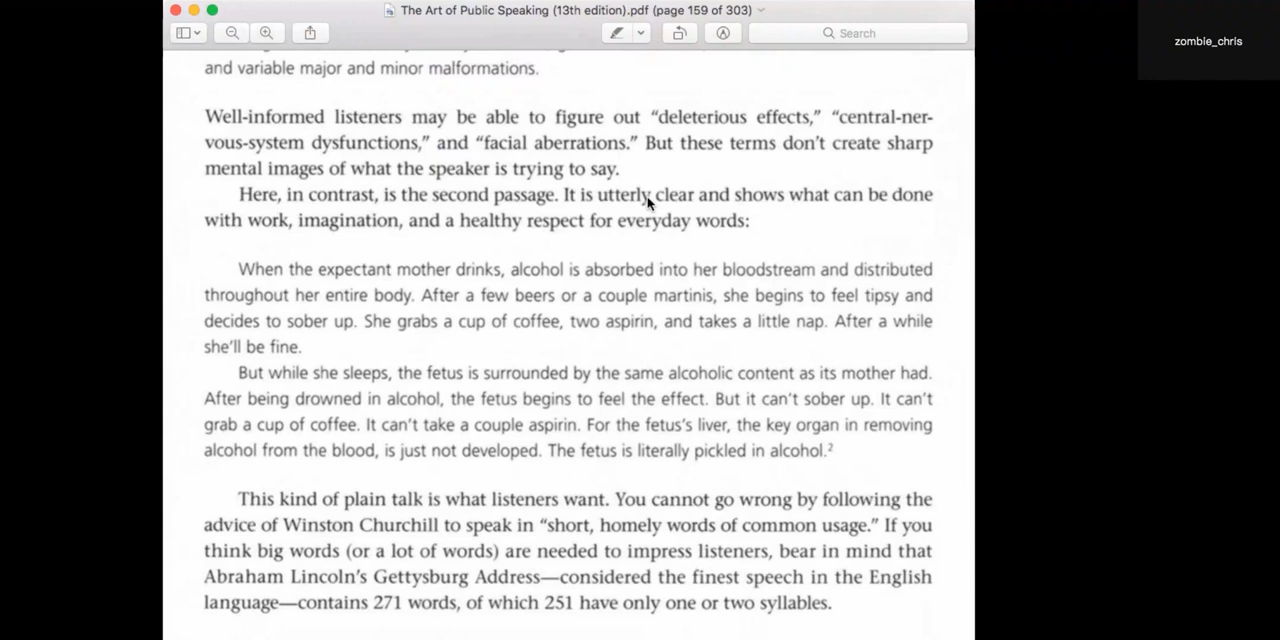 The Art of Public Speaking (13th edition).pdf (page 159 of 303)
Search
zombie_chris
and variable major and minor malformations.
Well-informed listeners may be able to figure out “deleterious effects,” “central-ner-
vous-system dysfunctions,” and “facial aberrations.” But these terms don’t create sharp
mental images of what the speaker is trying to say.
Here, in contrast, is the second passage. It is utterly clear and shows what can be done
with work, imagination, and a healthy respect for everyday words:
When the expectant mother drinks, alcohol is absorbed into her bloodstream and distributed
throughout her entire body. After a few beers or a couple martinis, she begins to feel tipsy and
decides to sober up. She grabs a cup of coffee, two aspirin, and takes a little nap. After a while
she’ll be fine.
But while she sleeps, the fetus is surrounded by the same alcoholic content as its mother had.
After being drowned in alcohol, the fetus begins to feel the effect. But it can’t sober up. It can’t
grab a cup of coffee. It can’t take a couple aspirin. For the fetus’s liver, the key organ in removing
alcohol from the blood, is just not developed. The fetus is literally pickled in alcohol.²
This kind of plain talk is what listeners want. You cannot go wrong by following the
advice of Winston Churchill to speak in “short, homely words of common usage.” If you
think big words (or a lot of words) are needed to impress listeners, bear in mind that
Abraham Lincoln’s Gettysburg Address—considered the finest speech in the English
language—contains 271 words, of which 251 have only one or two syllables.